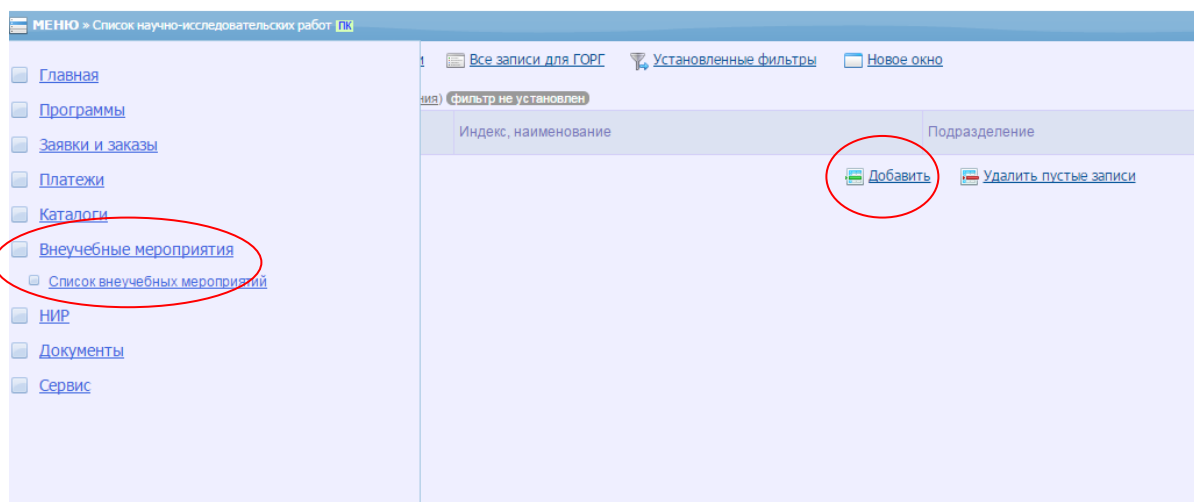 МЕНЮ » Список научно-исследовательских работ ПК
Все записи для ГОРГ Установленные фильтры Новое окно
ния) фильтр не установлен
Индекс, наименование Подразделение
Добавить Удалить пустые записи
Главная
Программы
Заявки и заказы
Платежи
Каталоги
Внеучебные мероприятия
Список внеучебных мероприятий
НИР
Документы
Сервис